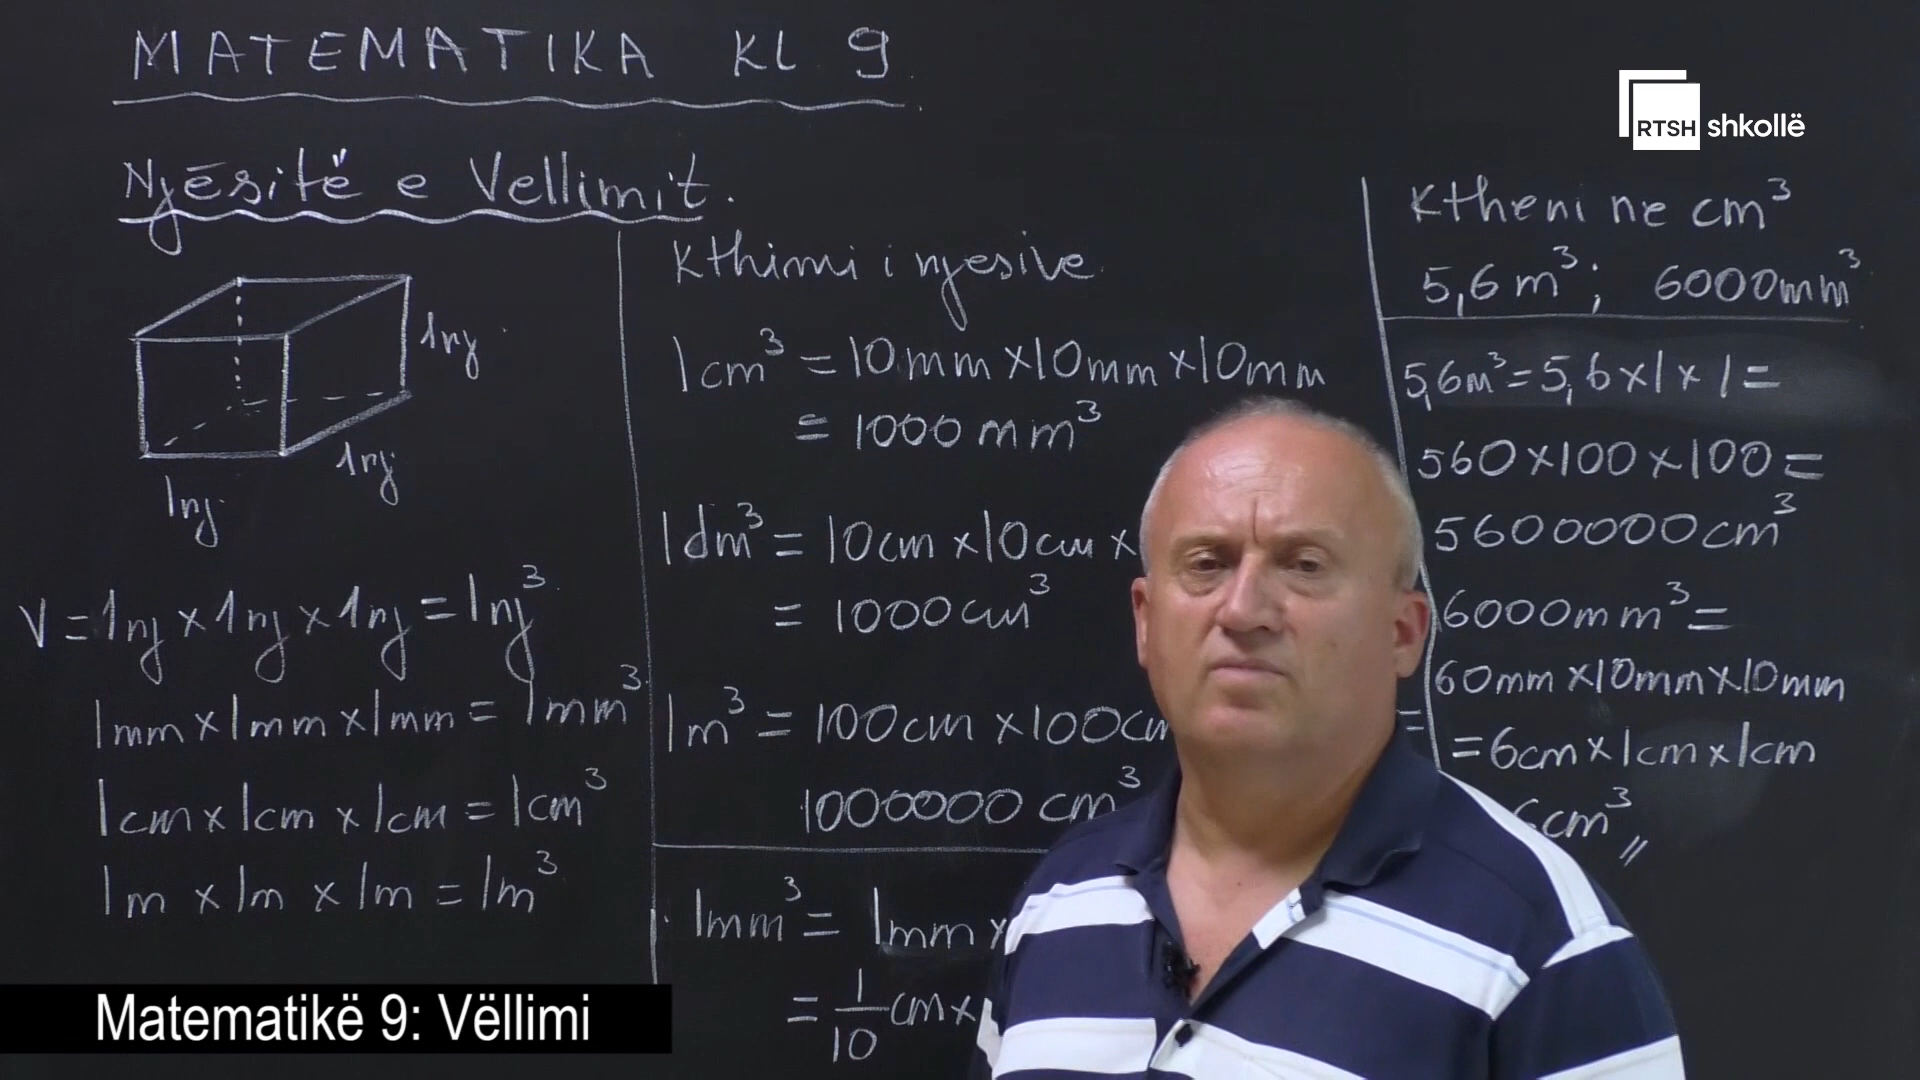 MATEMATIKA KL 9.
RTSH shkollë
Njësitë e Vellimit.
1nj
1nj
1nj
V = 1nj x 1nj x 1nj = 1nj³
1mm x 1mm x 1mm = 1mm³
1cm x 1cm x 1cm = 1cm³
1m x 1m x 1m = 1m³
Kthimi i njesive
1cm³ = 10mm x 10mm x 10mm
= 1000mm³
1dm³ = 10cm x 10cm x
= 1000cm³
1m³ = 100cm x 100cm =
1000000 cm³
1mm³ = 1mm x
= 1/10 cm x
Ktheni ne cm³
5,6m³; 6000mm³
5,6m³ = 5,6 x 1 x 1 =
560 x 100 x 100 =
5600000cm³
6000mm³ =
60mm x 10mm x 10mm
= 6cm x 1cm x 1cm
6cm³ „
Matematikë 9: Vëllimi